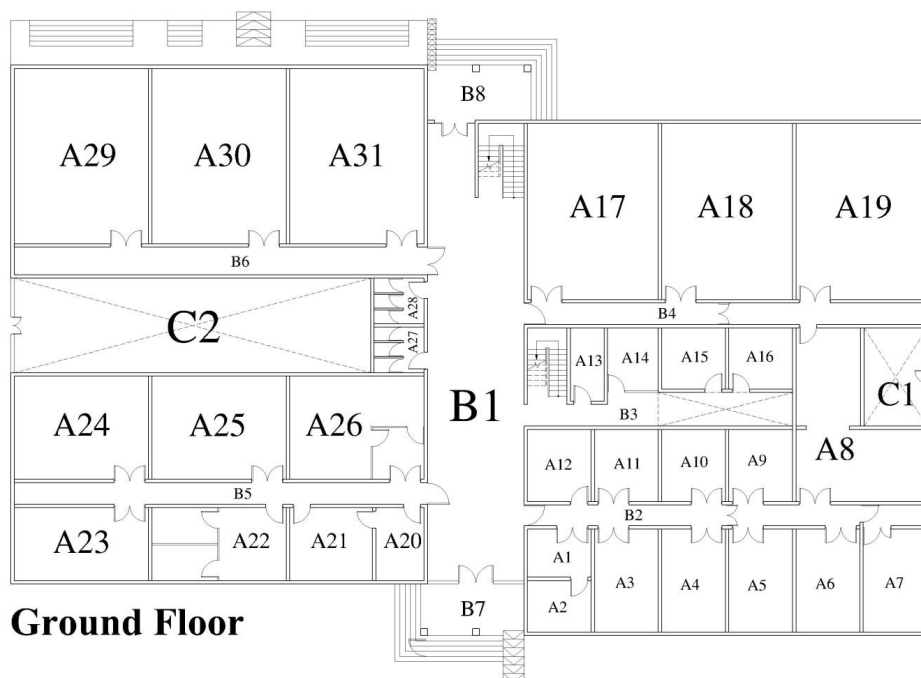 B8
A29 A30 A31
A17 A18 A19
B6
A28
B4
C2
A27
A13 A14 A15 A16
C1
B1
B3
A24 A25 A26
A8
A12 A11 A10 A9
B5
B2
A23 A22 A21 A20
A1
A3 A4 A5 A6 A7
A2
B7
Ground Floor